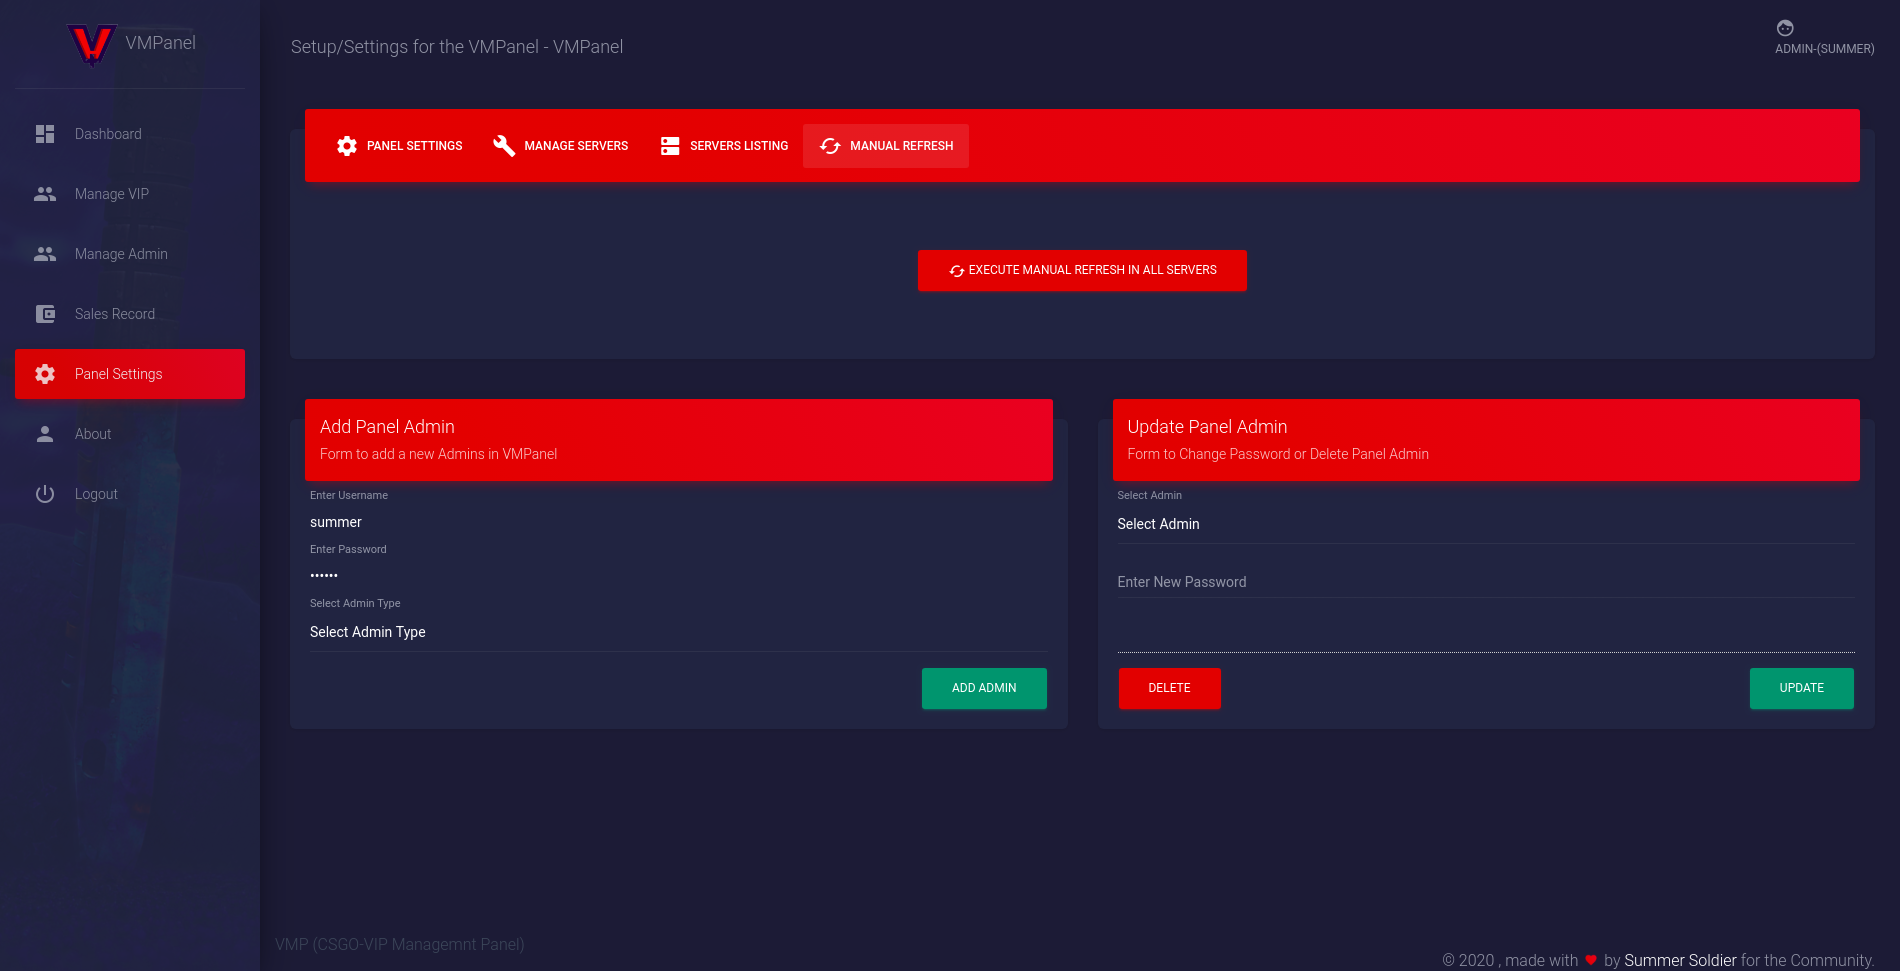 VMPanel
Setup/Settings for the VMPanel - VMPanel
ADMIN-(SUMMER)
Dashboard
Manage VIP
Manage Admin
Sales Record
Panel Settings
About
Logout
PANEL SETTINGS
MANAGE SERVERS
SERVERS LISTING
MANUAL REFRESH
EXECUTE MANUAL REFRESH IN ALL SERVERS
Add Panel Admin
Form to add a new Admins in VMPanel
Enter Username
summer
Enter Password
••••••
Select Admin Type
Select Admin Type
ADD ADMIN
Update Panel Admin
Form to Change Password or Delete Panel Admin
Select Admin
Select Admin
Enter New Password
DELETE
UPDATE
VMP (CSGO-VIP Managemnt Panel)
© 2020 , made with ♥ by Summer Soldier for the Community.